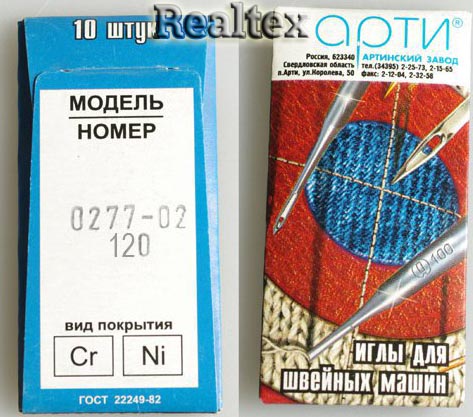 Realtex
10 штук
МОДЕЛЬ
НОМЕР
0277-02
120
вид покрытия
Cr Ni
ГОСТ 22249-82
АРТИ®
Россия, 623340
Свердловская область
п.Арти, ул.Королева, 50
АРТИНСКИЙ ЗАВОД
тел.(34395) 2-25-73, 2-15-65
факс: 2-12-04, 2-32-58
100
ИГЛЫ ДЛЯ
ШВЕЙНЫХ МАШИН